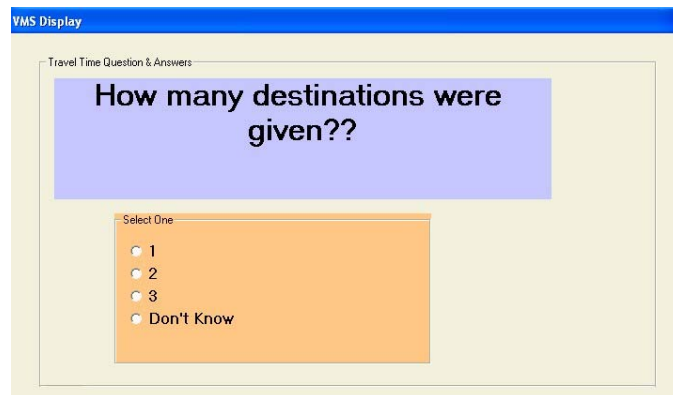 VMS Display
Travel Time Question & Answers
How many destinations were
given??
Select One
1
2
3
Don't Know